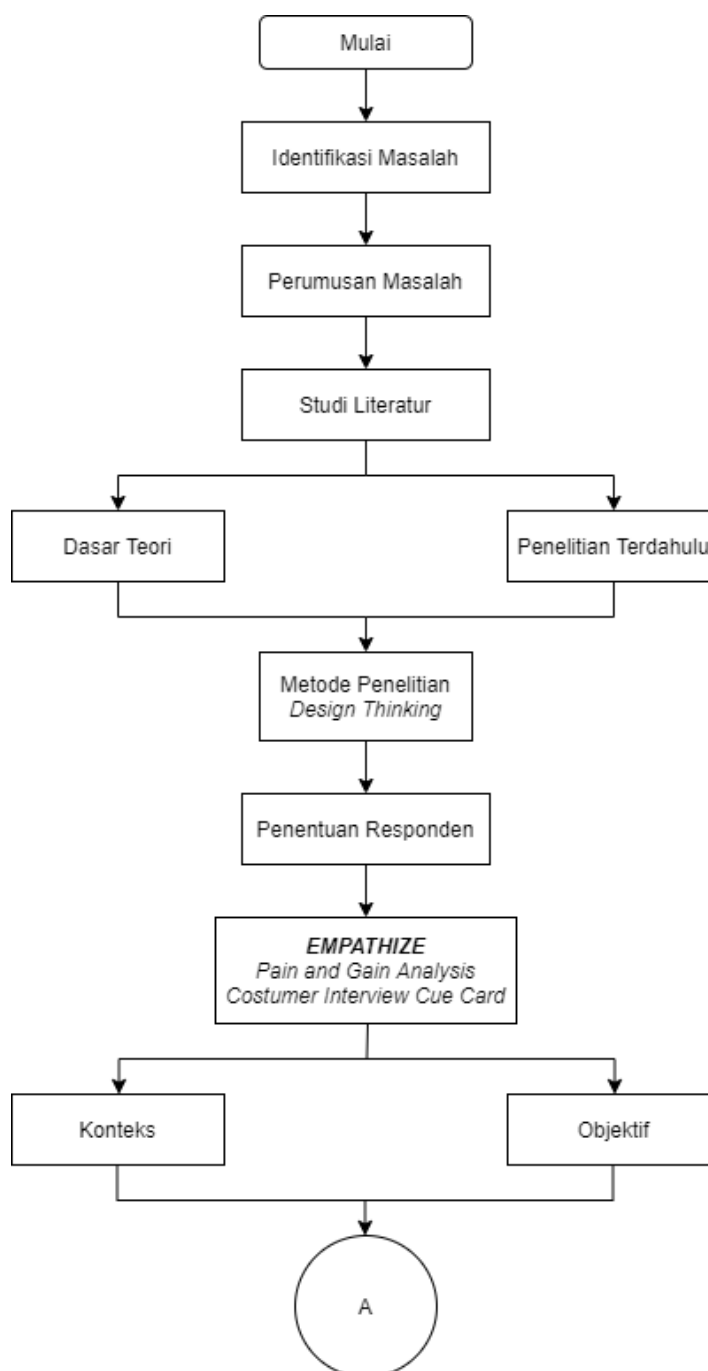 Mulai
Identifikasi Masalah
Perumusan Masalah
Studi Literatur
Dasar Teori
Penelitian Terdahulu
Metode Penelitian
Design Thinking
Penentuan Responden
EMPATHIZE
Pain and Gain Analysis
Costumer Interview Cue Card
Konteks
Objektif
A